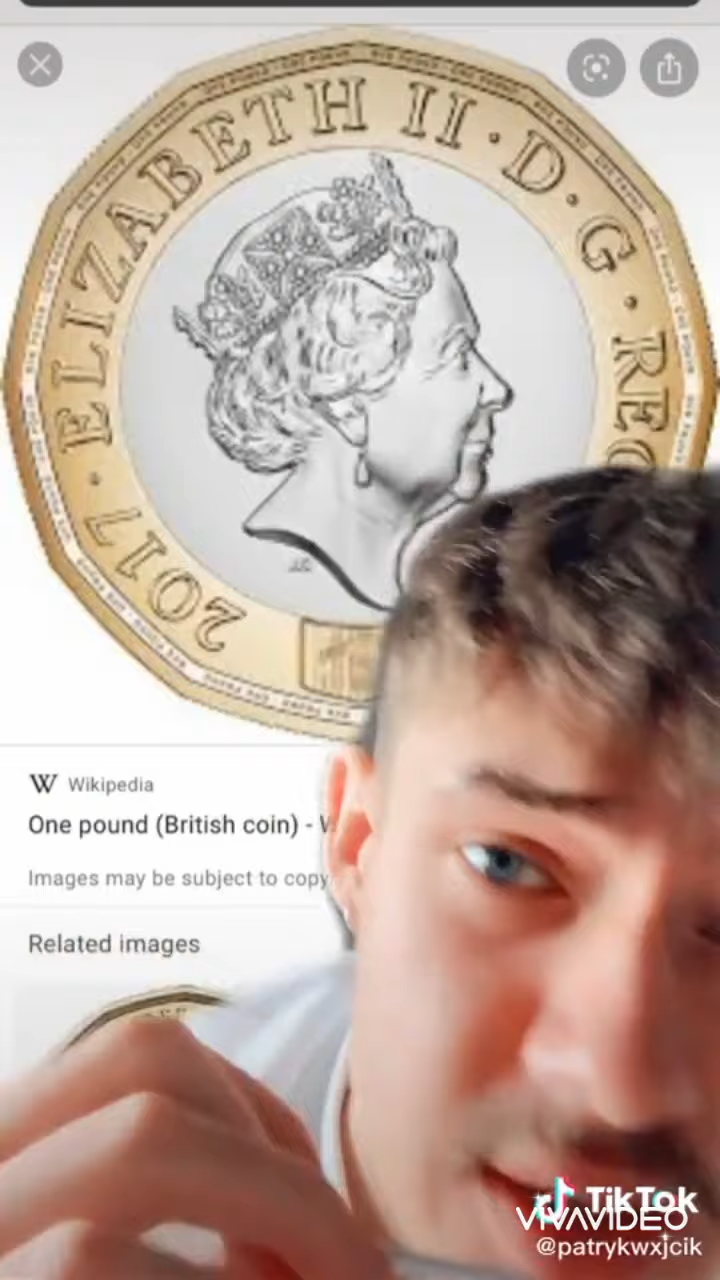 2017 · ELIZABETH II · D · G · REG
W Wikipedia
One pound (British coin) -
Images may be subject to copy
Related images
TikTok
VIVAVIDEO
@patrykwxjcik